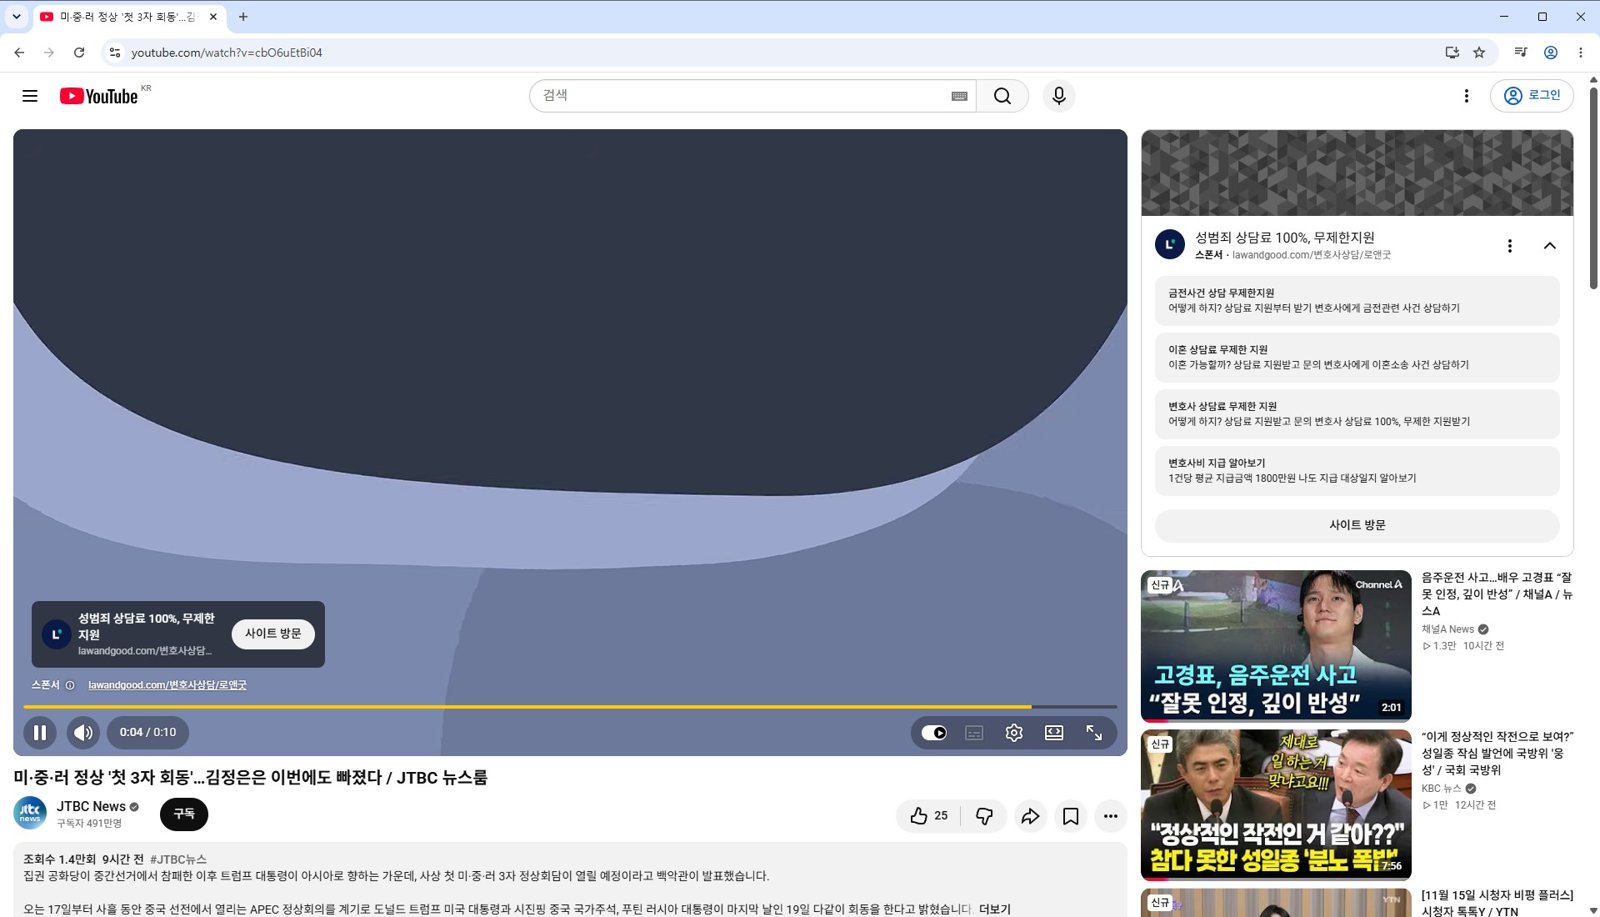 미·중·러 정상 '첫 3자 회동'...김
youtube.com/watch?v=cbO6uEtBi04
YouTube KR
검색
로그인
성범죄 상담료 100%, 무제한지원
스폰서 · lawandgood.com/변호사상담/로앤굿
금전사건 상담 무제한지원
어떻게 하지? 상담료 지원부터 받기 변호사에게 금전관련 사건 상담하기
이혼 상담료 무제한 지원
이혼 가능할까? 상담료 지원받고 문의 변호사에게 이혼소송 사건 상담하기
변호사 상담료 무제한 지원
어떻게 하지? 상담료 지원받고 문의 변호사 상담료 100%, 무제한 지원받기
변호사비 지급 알아보기
1건당 평균 지급금액 1800만원 나도 지급 대상일지 알아보기
사이트 방문
성범죄 상담료 100%, 무제한
지원
lawandgood.com/변호사상담...
사이트 방문
스폰서
lawandgood.com/변호사상담/로앤굿
0:04 / 0:10
미·중·러 정상 '첫 3자 회동'...김정은은 이번에도 빠졌다 / JTBC 뉴스룸
jtbc news
JTBC News
구독자 491만명
구독
25
조회수 1.4만회 9시간 전 #JTBC뉴스
집권 공화당이 중간선거에서 참패한 이후 트럼프 대통령이 아시아로 향하는 가운데, 사상 첫 미·중·러 3자 정상회담이 열릴 예정이라고 백악관이 발표했습니다.
오는 17일부터 사흘 동안 중국 선전에서 열리는 APEC 정상회의를 계기로 도널드 트럼프 미국 대통령과 시진핑 중국 국가주석, 푸틴 러시아 대통령이 마지막 날인 19일 다같이 회동을 한다고 밝혔습니다. 더보기
신규
Channel A
고경표, 음주운전 사고
"잘못 인정, 깊이 반성"
2:01
음주운전 사고...배우 고경표 "잘
못 인정, 깊이 반성" / 채널A / 뉴
스A
채널A News
1.3만 10시간 전
신규
제대로
일 하는 거
맞냐고요!!!
"정상적인 작전인 거 같아??"
참다 못한 성일종 '분노 폭발'
7:56
"이게 정상적인 작전으로 보여?"
성일종 작심 발언에 국방위 '웅
성' / 국회 국방위
KBC 뉴스
1만 12시간 전
신규
YTN
[11월 15일 시청자 비평 플러스]
시청자 톡톡Y / YTN